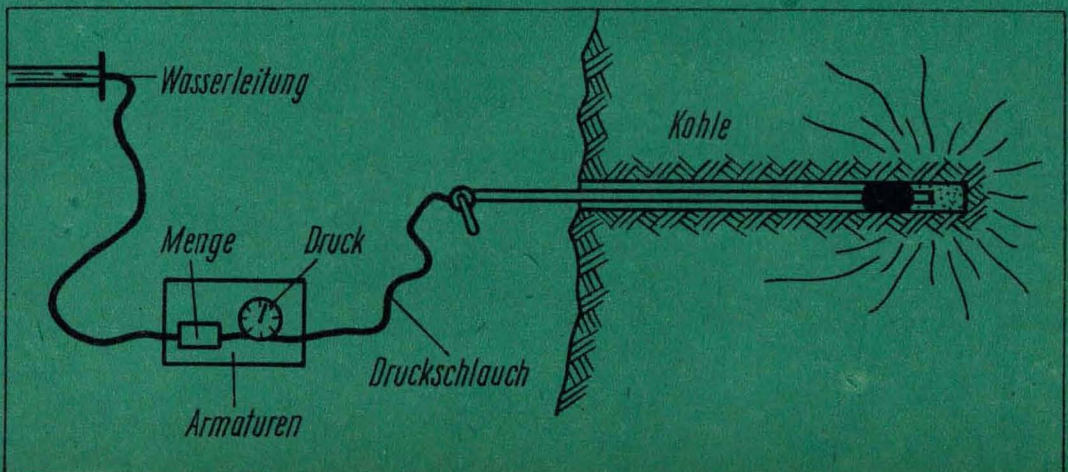 Wasserleitung
Kohle
Menge
Druck
Druckschlauch
Armaturen